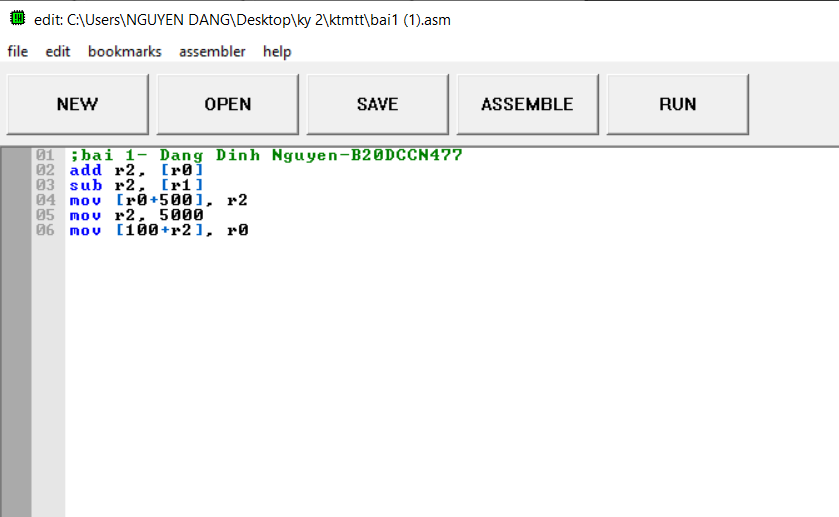 edit: C:\Users\NGUYEN DANG\Desktop\ky 2\ktmtt\bai1 (1).asm
file edit bookmarks assembler help
NEW OPEN SAVE ASSEMBLE RUN
01 ;bai 1- Dang Dinh Nguyen-B20DCCN477
02 add r2, [r0]
03 sub r2, [r1]
04 mov [r0+500], r2
05 mov r2, 5000
06 mov [100+r2], r0